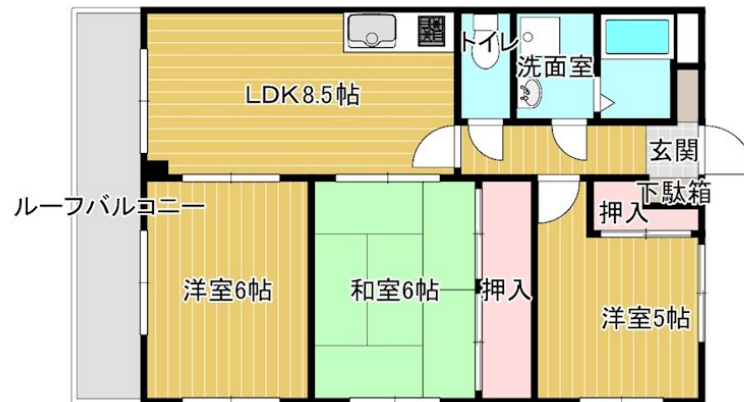 トイレ
洗面室
LDK8.5帖
玄関
下駄箱
押入
ルーフバルコニー
洋室6帖
和室6帖
押入
洋室5帖